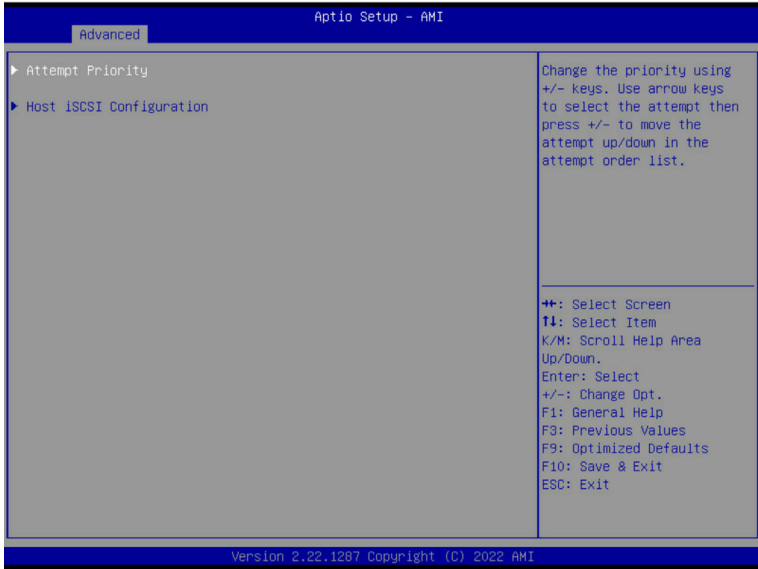 Aptio Setup - AMI
Advanced
Attempt Priority
Host iSCSI Configuration
Change the priority using
+/- keys. Use arrow keys
to select the attempt then
press +/- to move the
attempt up/down in the
attempt order list.
→←: Select Screen
↑↓: Select Item
K/M: Scroll Help Area
Up/Down.
Enter: Select
+/-: Change Opt.
F1: General Help
F3: Previous Values
F9: Optimized Defaults
F10: Save & Exit
ESC: Exit
Version 2.22.1287 Copyright (C) 2022 AMI